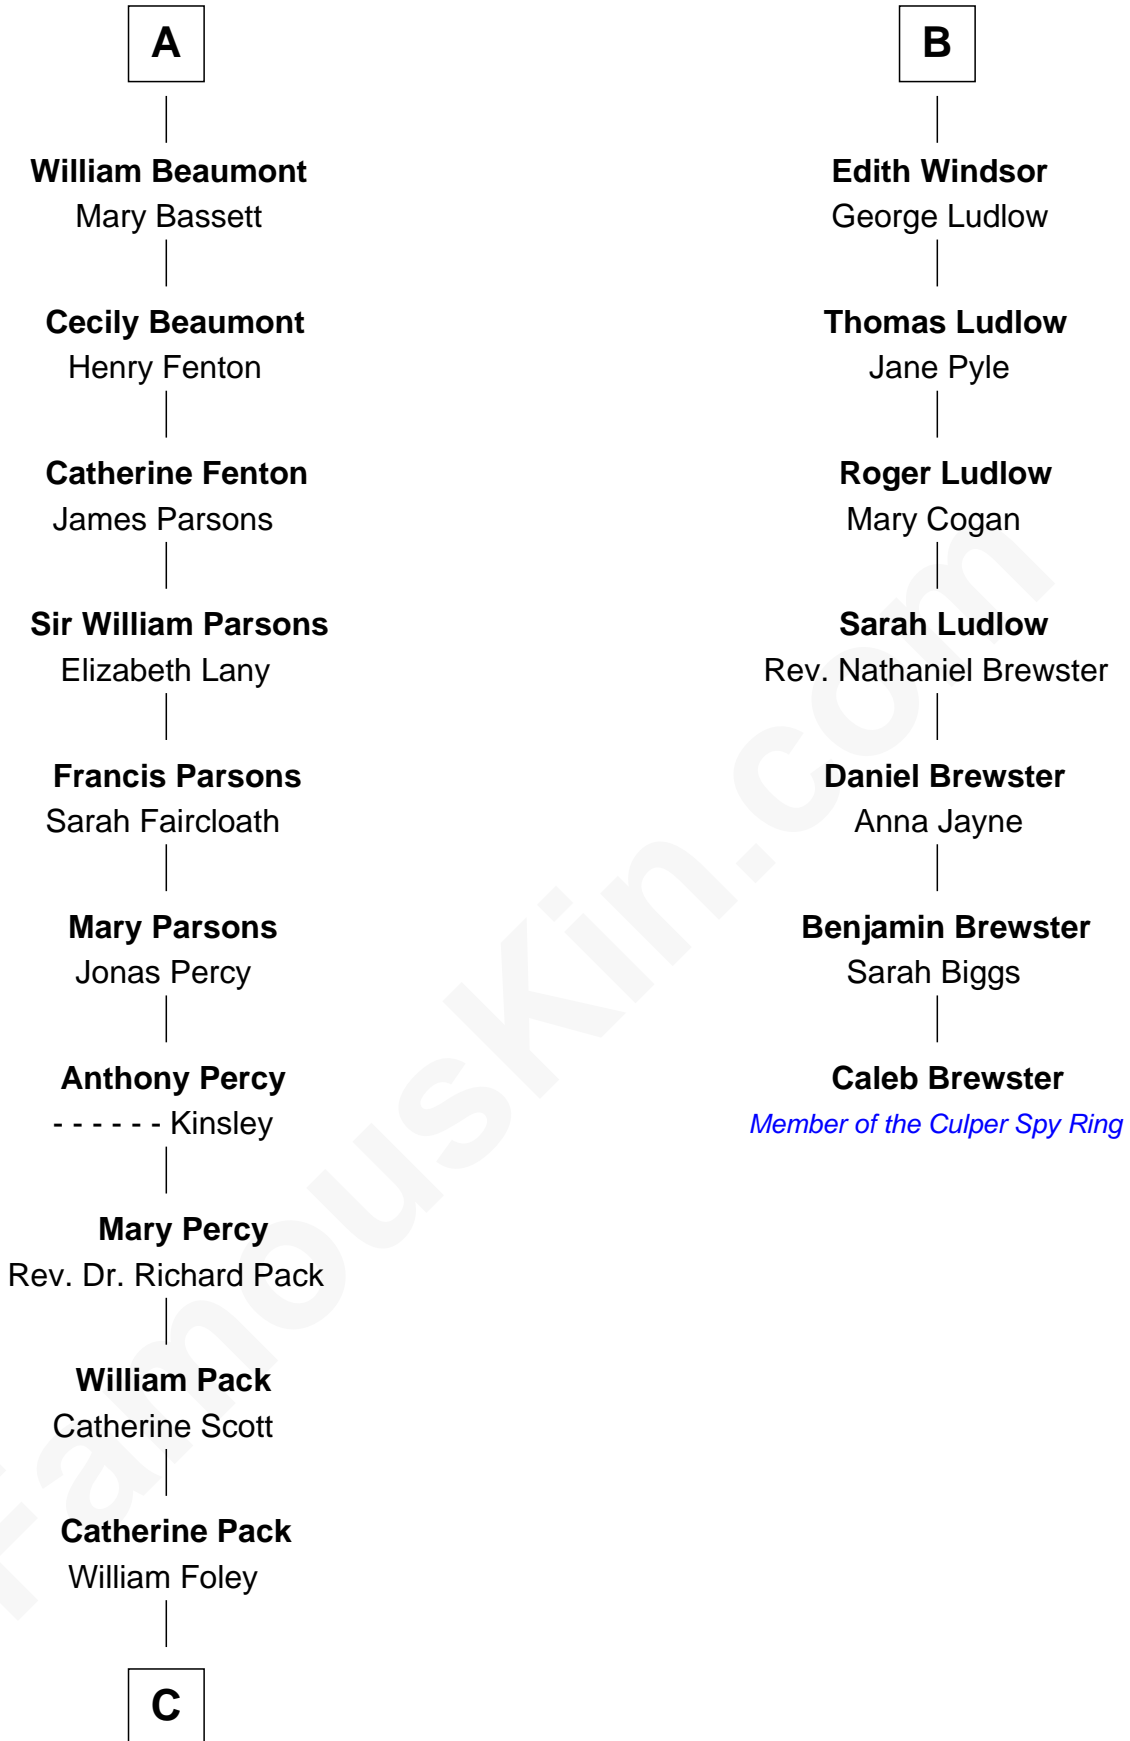 A
William Beaumont
Mary Bassett
Cecily Beaumont
Henry Fenton
Catherine Fenton
James Parsons
Sir William Parsons
Elizabeth Lany
Francis Parsons
Sarah Faircloath
Mary Parsons
Jonas Percy
Anthony Percy
- - - - - - Kinsley
Mary Percy
Rev. Dr. Richard Pack
William Pack
Catherine Scott
Catherine Pack
William Foley
C
B
Edith Windsor
George Ludlow
Thomas Ludlow
Jane Pyle
Roger Ludlow
Mary Cogan
Sarah Ludlow
Rev. Nathaniel Brewster
Daniel Brewster
Anna Jayne
Benjamin Brewster
Sarah Biggs
Caleb Brewster
Member of the Culper Spy Ring
FamousKin.com